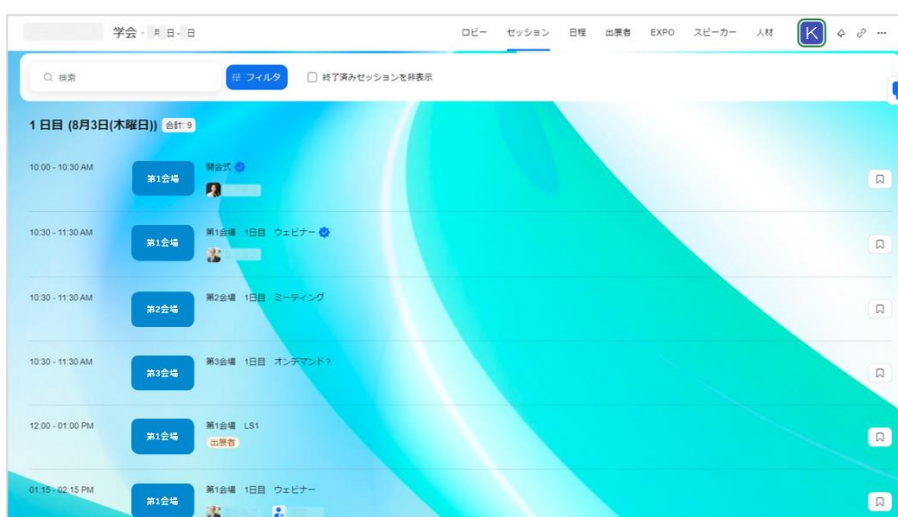 学会 - 月 日 - 日
ロビー セッション 日程 出展者 EXPO スピーカー 人材 K
検索 フィルタ 終了済みセッションを非表示
1 日目 (8月3日(木曜日)) 合計: 9
10:00 - 10:30 AM 第1会場 開会式
10:30 - 11:30 AM 第1会場 第1会場 1日目 ウェビナー
10:30 - 11:30 AM 第2会場 第2会場 1日目 ミーティング
10:30 - 11:30 AM 第3会場 第3会場 1日目 オンデマンド?
12:00 - 01:00 PM 第1会場 第1会場 LS1
出展者
01:15 - 02:15 PM 第1会場 第1会場 1日目 ウェビナー